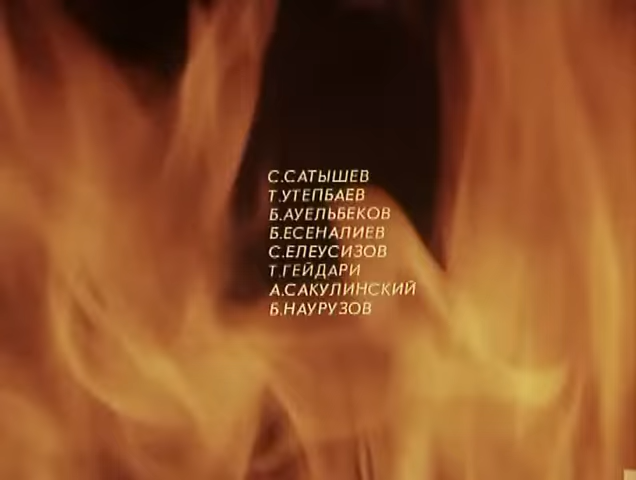 С.САТЫШЕВ
Т.УТЕПБАЕВ
Б.АУЕЛЬБЕКОВ
Б.ЕСЕНАЛИЕВ
С.ЕЛЕУСИЗОВ
Т.ГЕЙДАРИ
А.САКУЛИНСКИЙ
Б.НАУРУЗОВ